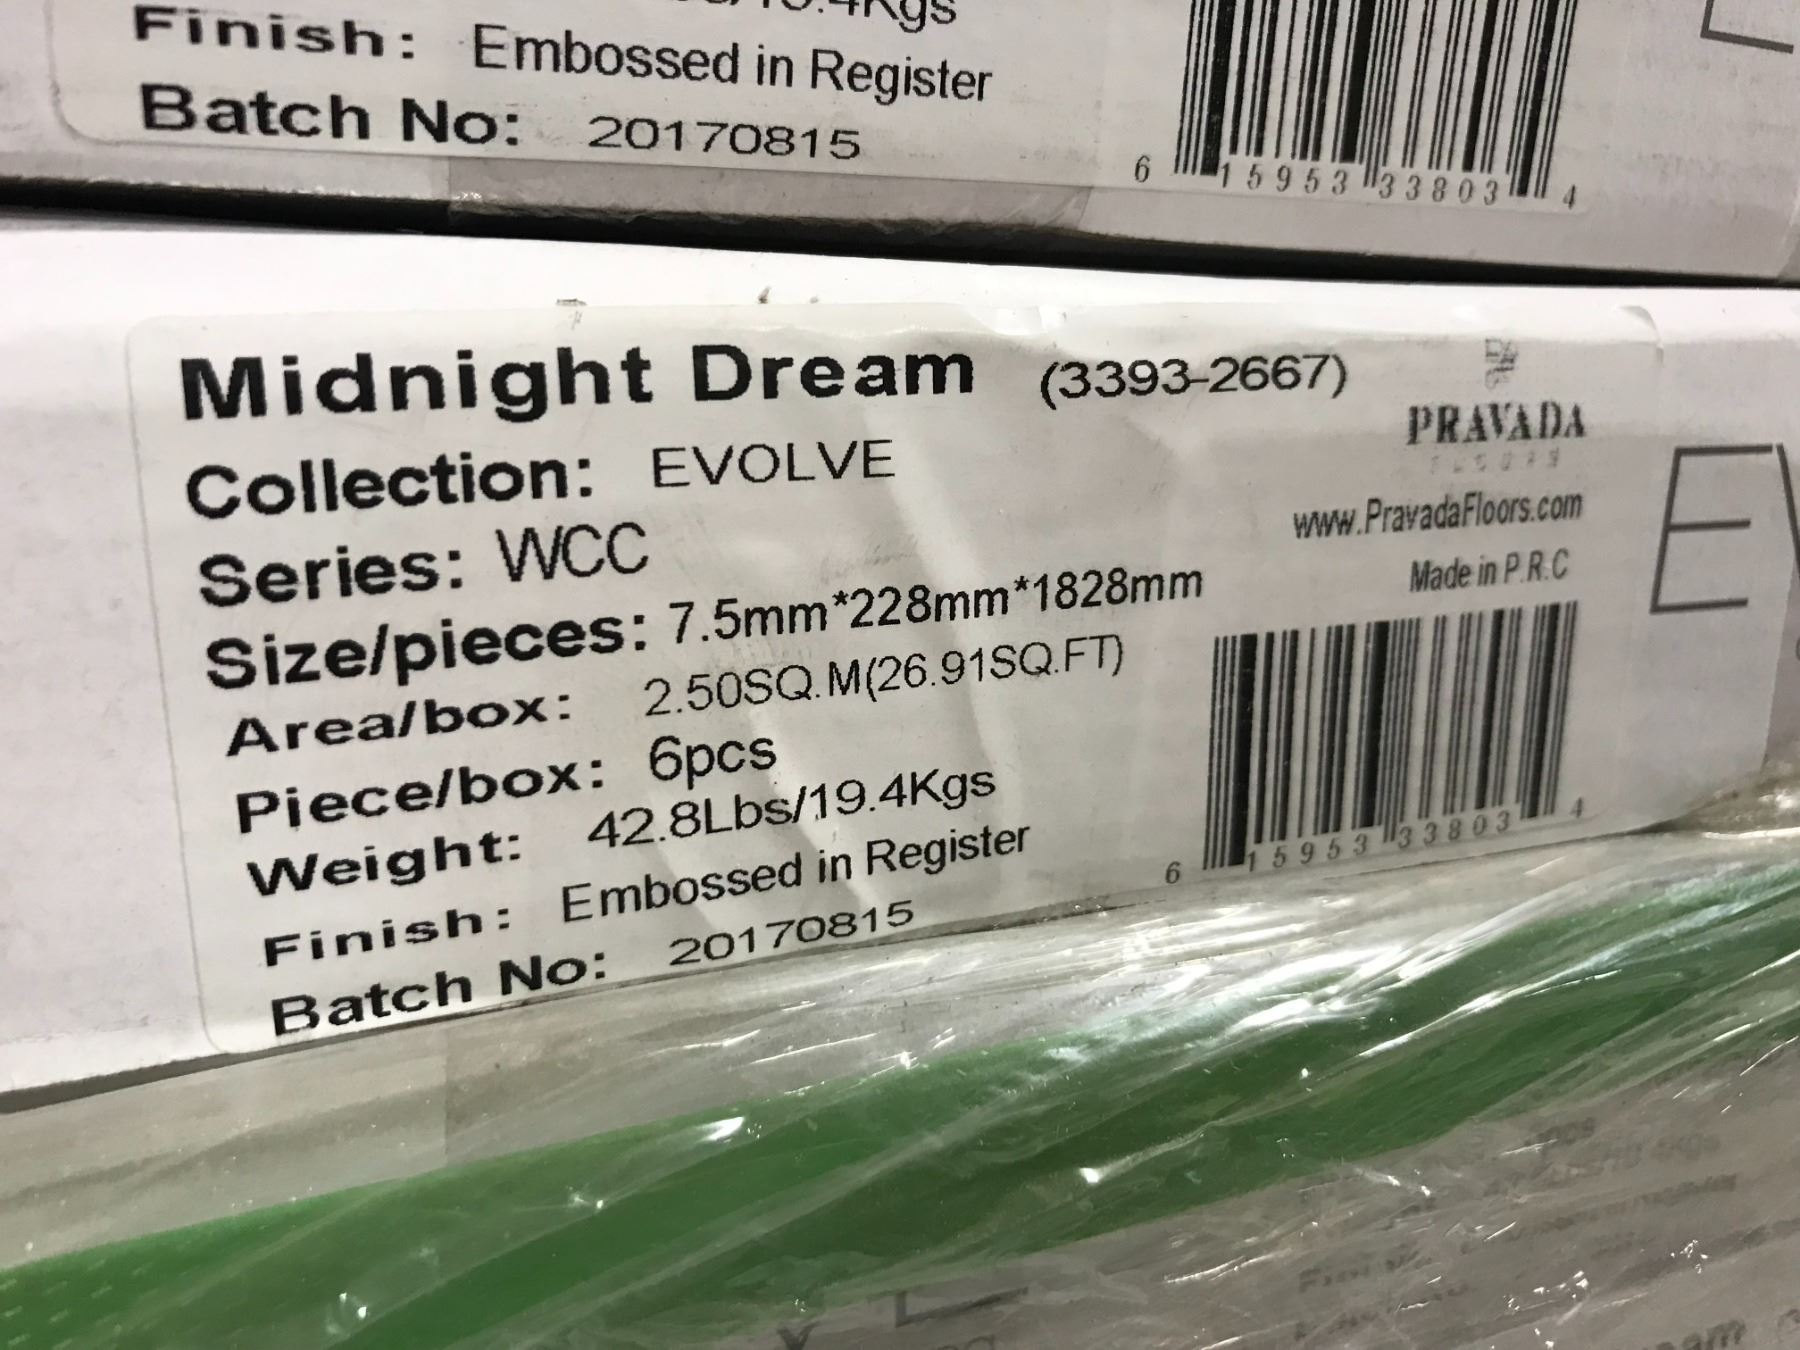 Finish: Embossed in Register
Batch No: 20170815
6 15953 33803 4
Midnight Dream (3393-2667)
PRAVADA
FLOORS
Collection: EVOLVE
www.PravadaFloors.com
Series: WCC
Made in P.R.C
Size/pieces: 7.5mm*228mm*1828mm
Area/box: 2.50SQ.M(26.91SQ.FT)
Piece/box: 6pcs
Weight: 42.8Lbs/19.4Kgs
Finish: Embossed in Register
Batch No: 20170815
6 15953 33803 4